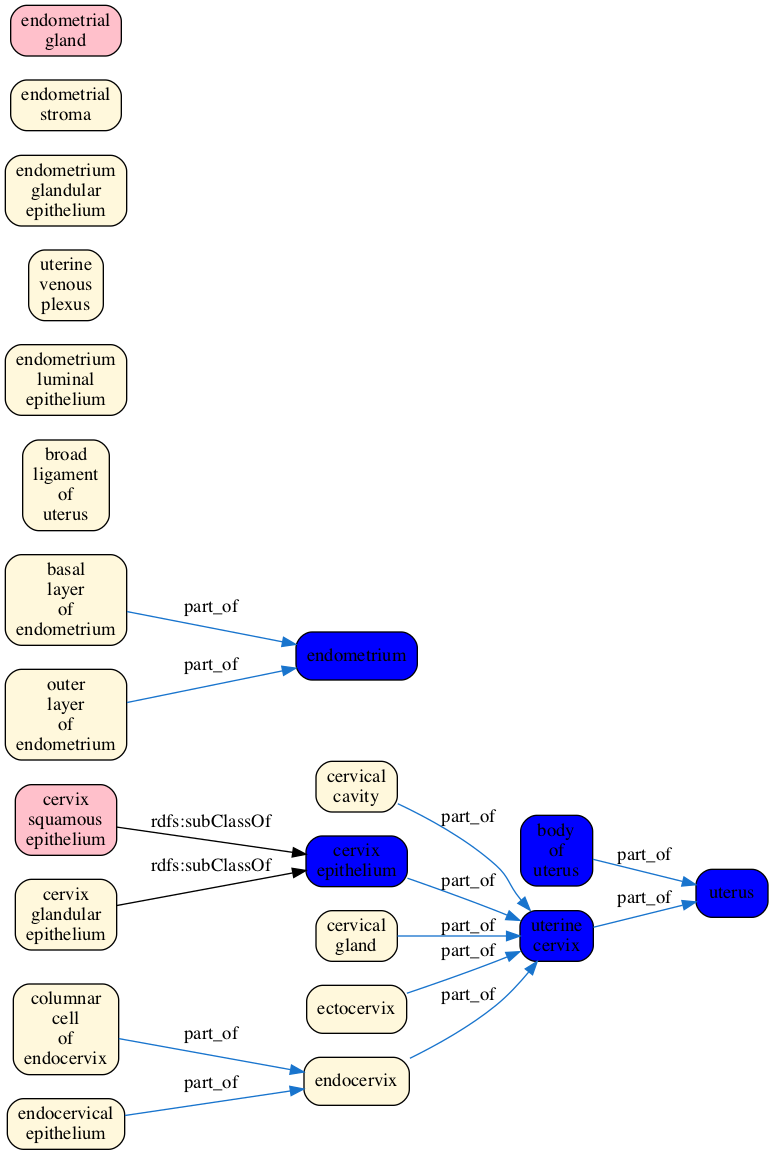 endometrial
gland
endometrial
stroma
endometrium
glandular
epithelium
uterine
venous
plexus
endometrium
luminal
epithelium
broad
ligament
of
uterus
basal
layer
of
endometrium
part_of
endometrium
outer
layer
of
endometrium
part_of
cervix
squamous
epithelium
rdfs:subClassOf
cervix
glandular
epithelium
rdfs:subClassOf
cervical
cavity
part_of
cervix
epithelium
part_of
cervical
gland
part_of
ectocervix
part_of
endocervix
part_of
columnar
cell
of
endocervix
part_of
endocervical
epithelium
part_of
body
of
uterus
part_of
uterine
cervix
part_of
uterus